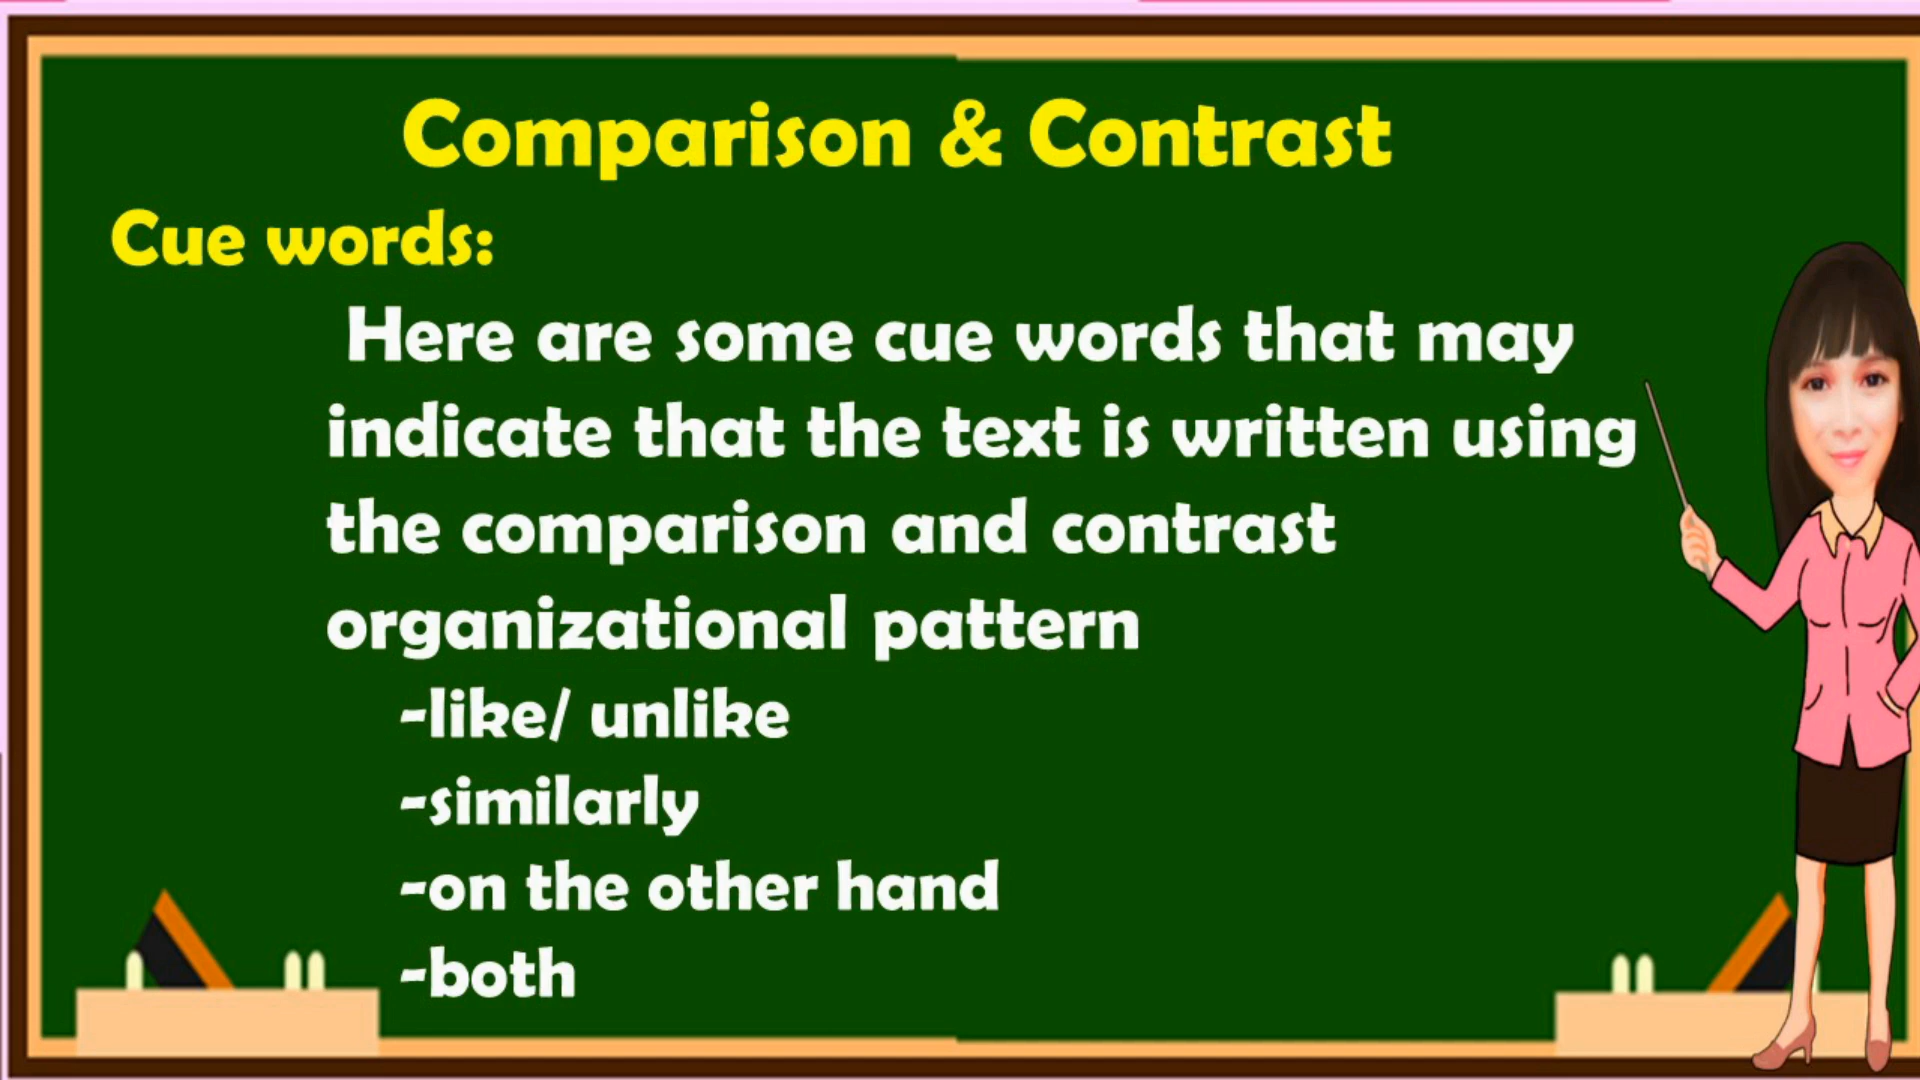 Comparison & Contrast
Cue words:
Here are some cue words that may
indicate that the text is written using
the comparison and contrast
organizational pattern
-like/ unlike
-similarly
-on the other hand
-both